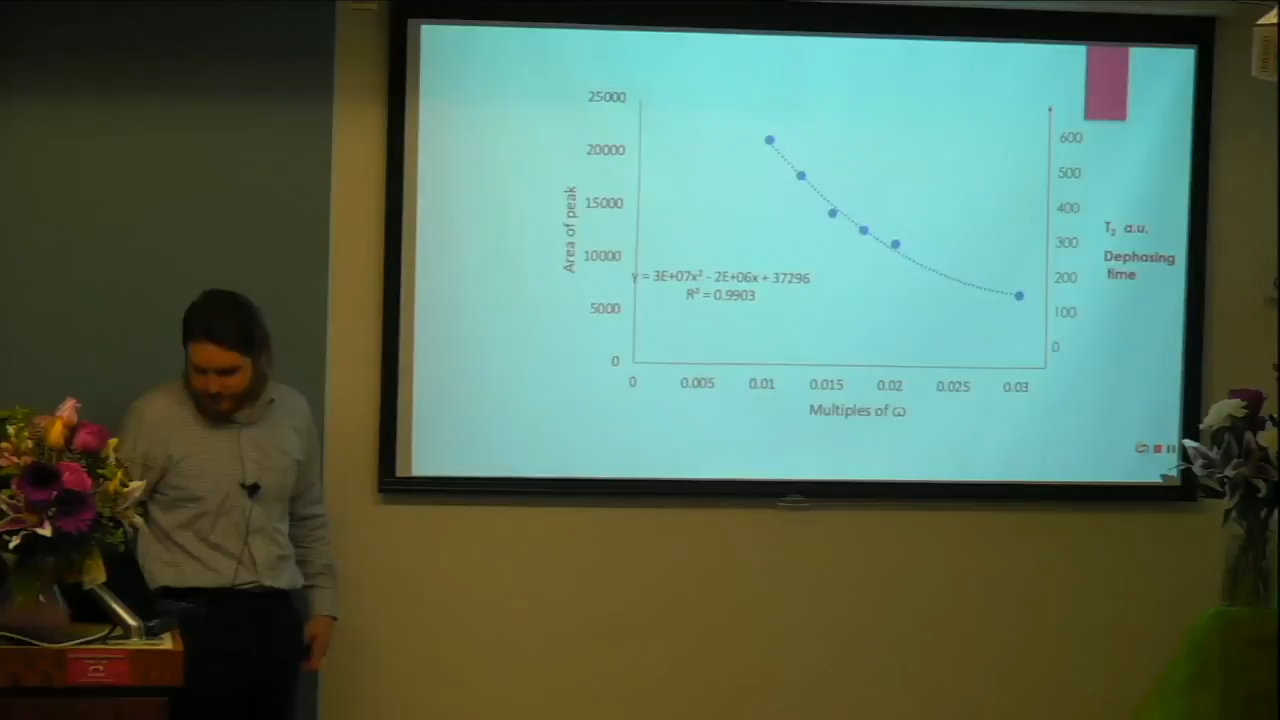 25000
20000
15000
10000
5000
0
Area of peak
y = 3E+07x² - 2E+06x + 37296
R² = 0.9903
0 0.005 0.01 0.015 0.02 0.025 0.03
Multiples of ω
600
500
400
300
200
100
0
T₂ a.u.
Dephasing
time